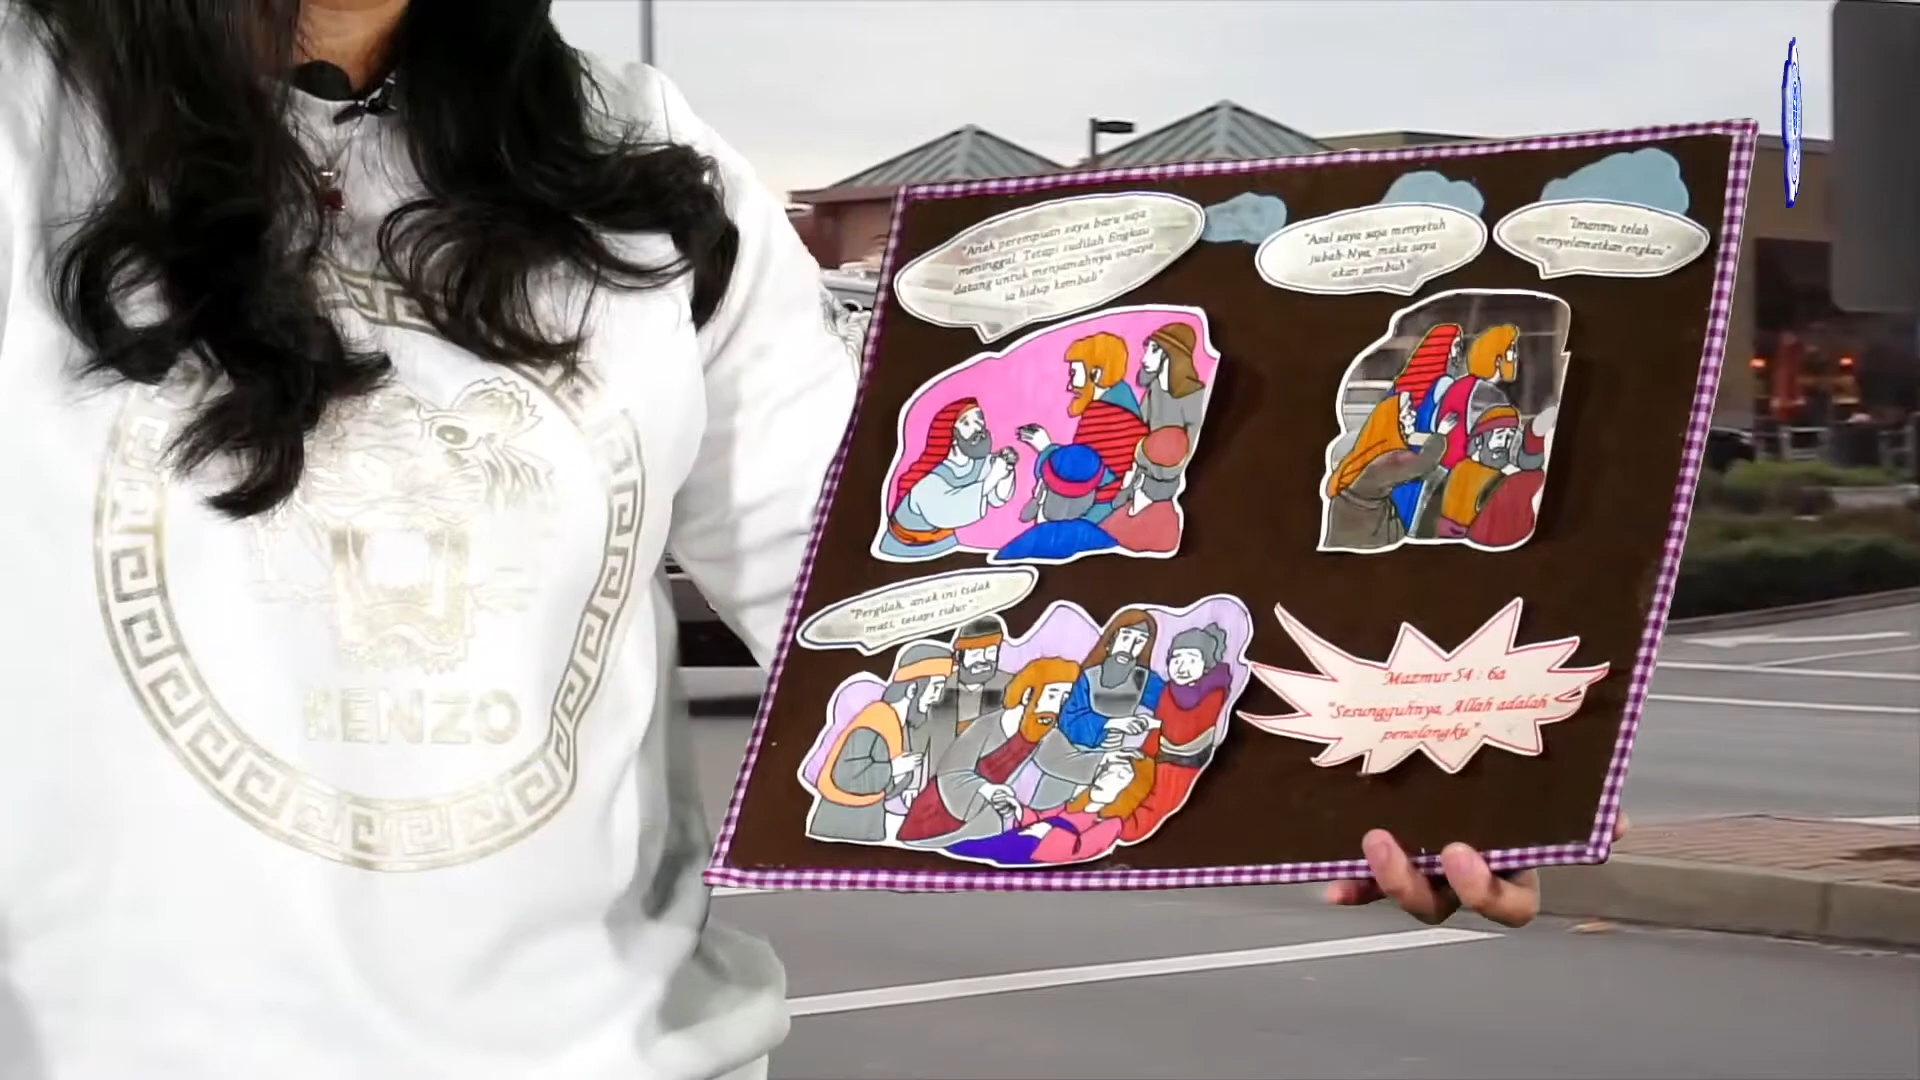 "Anak perempuan saya baru saja
meninggal. Tetapi sudilah Engkau
datang untuk menjamahnya supaya
ia hidup kembali"
"Asal saya saja menyetuh
jubah-Nya, maka saya
akan sembuh"
"Imanmu telah
menyelamatkan engkau"
"Pergilah, anak ini tidak
mati, tetapi tidur"
Mazmur 54 : 6a
"Sesungguhnya, Allah adalah
penolongku"
KENZO